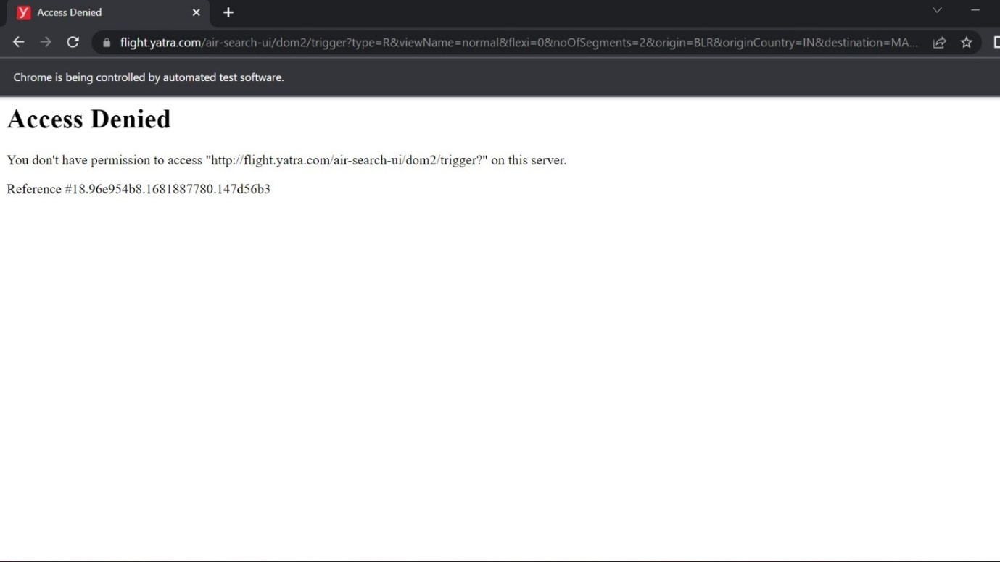 Access Denied
flight.yatra.com/air-search-ui/dom2/trigger?type=R&viewName=normal&flexi=0&noOfSegments=2&origin=BLR&originCountry=IN&destination=MA...
Chrome is being controlled by automated test software.
Access Denied
You don't have permission to access "http://flight.yatra.com/air-search-ui/dom2/trigger?" on this server.
Reference #18.96e954b8.1681887780.147d56b3